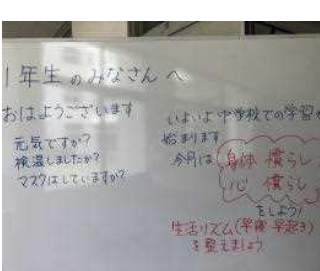 1年生のみなさんへ
おはようございます
元気ですか?
検温しましたか?
マスクはしていますか?
いよいよ中学校での学習が
始まります
今月は 身体 慣らし
心 慣らし
をしよう!
生活リズム(早寝 早起き)
を整えましょう